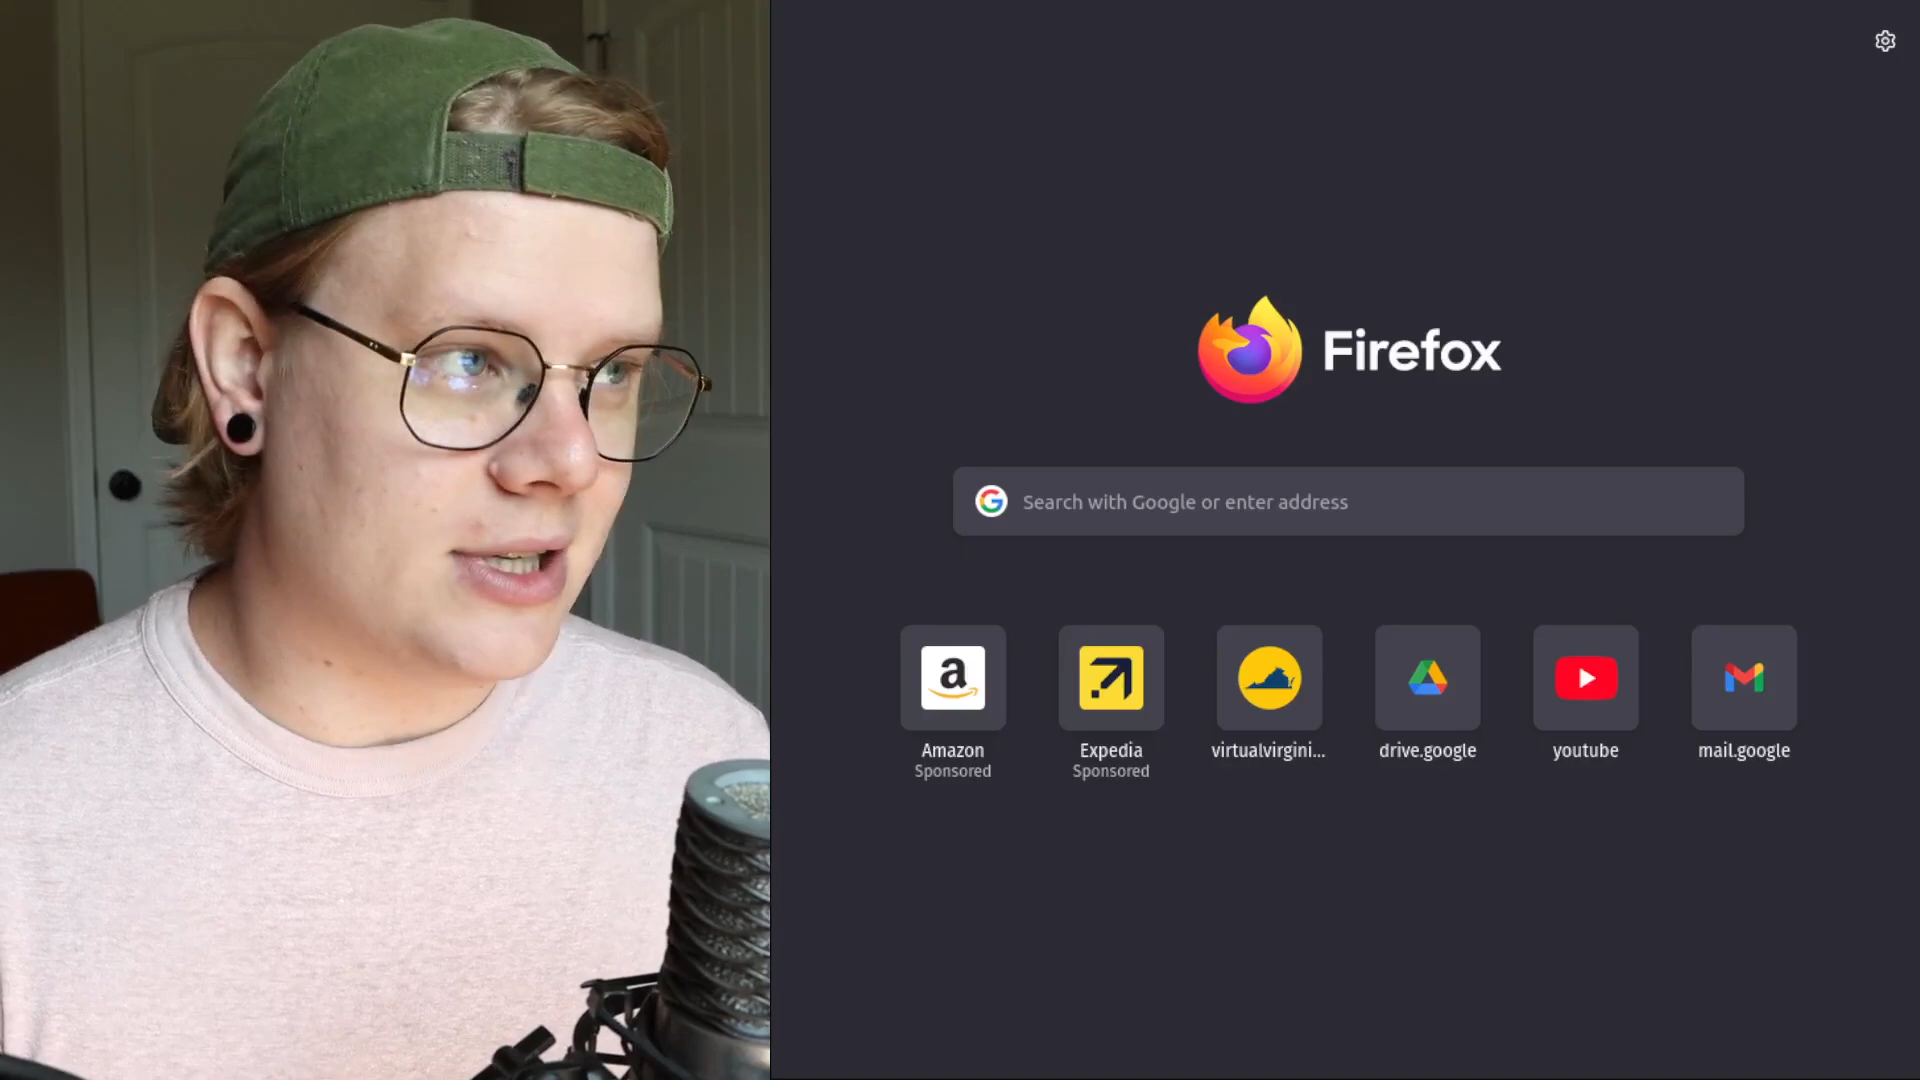 Firefox
Search with Google or enter address
Amazon
Sponsored
Expedia
Sponsored
virtualvirgini...
drive.google
youtube
mail.google